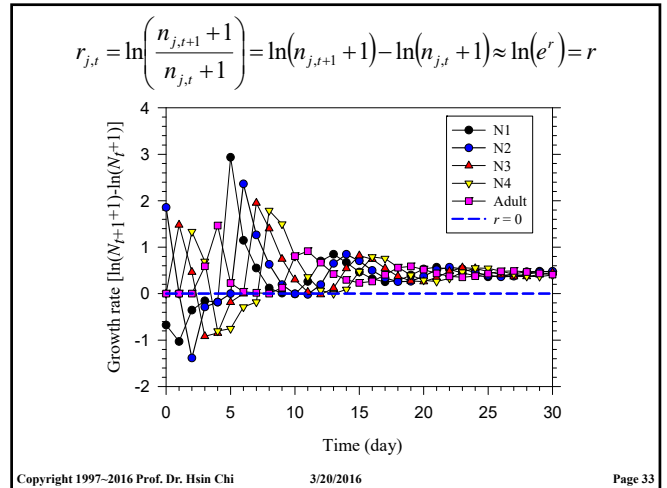 r_{j,t} = ln( (n_{j,t+1} + 1) / (n_{j,t} + 1) ) = ln(n_{j,t+1} + 1) − ln(n_{j,t} + 1) ≈ ln(e^r) = r
Growth rate [ln(N_{t+1}+1)-ln(N_t+1)]
4
3
2
1
0
-1
-2
N1
N2
N3
N4
Adult
r = 0
0 5 10 15 20 25 30
Time (day)
Copyright 1997~2016 Prof. Dr. Hsin Chi 3/20/2016 Page 33